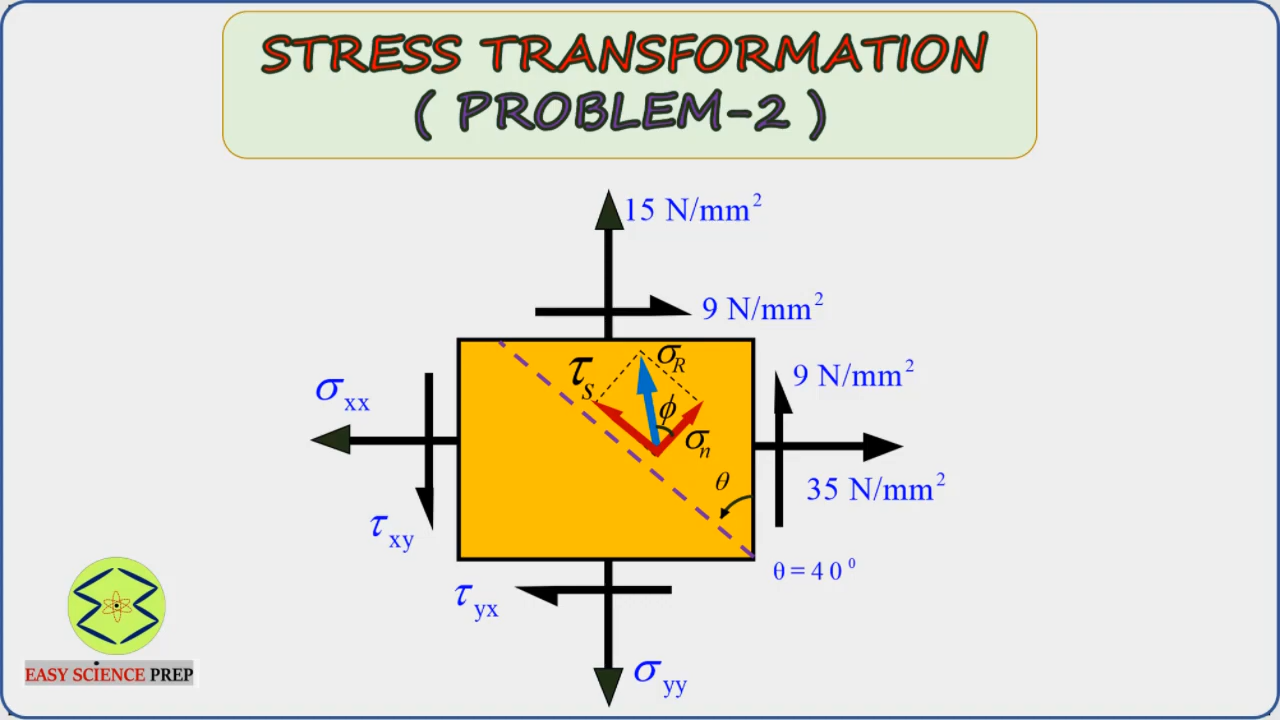 STRESS TRANSFORMATION
( PROBLEM-2 )
15 N/mm²
9 N/mm²
σR
τs
ϕ
9 N/mm²
σxx
σn
θ
35 N/mm²
τxy
θ=40⁰
τyx
EASY SCIENCE PREP
σyy